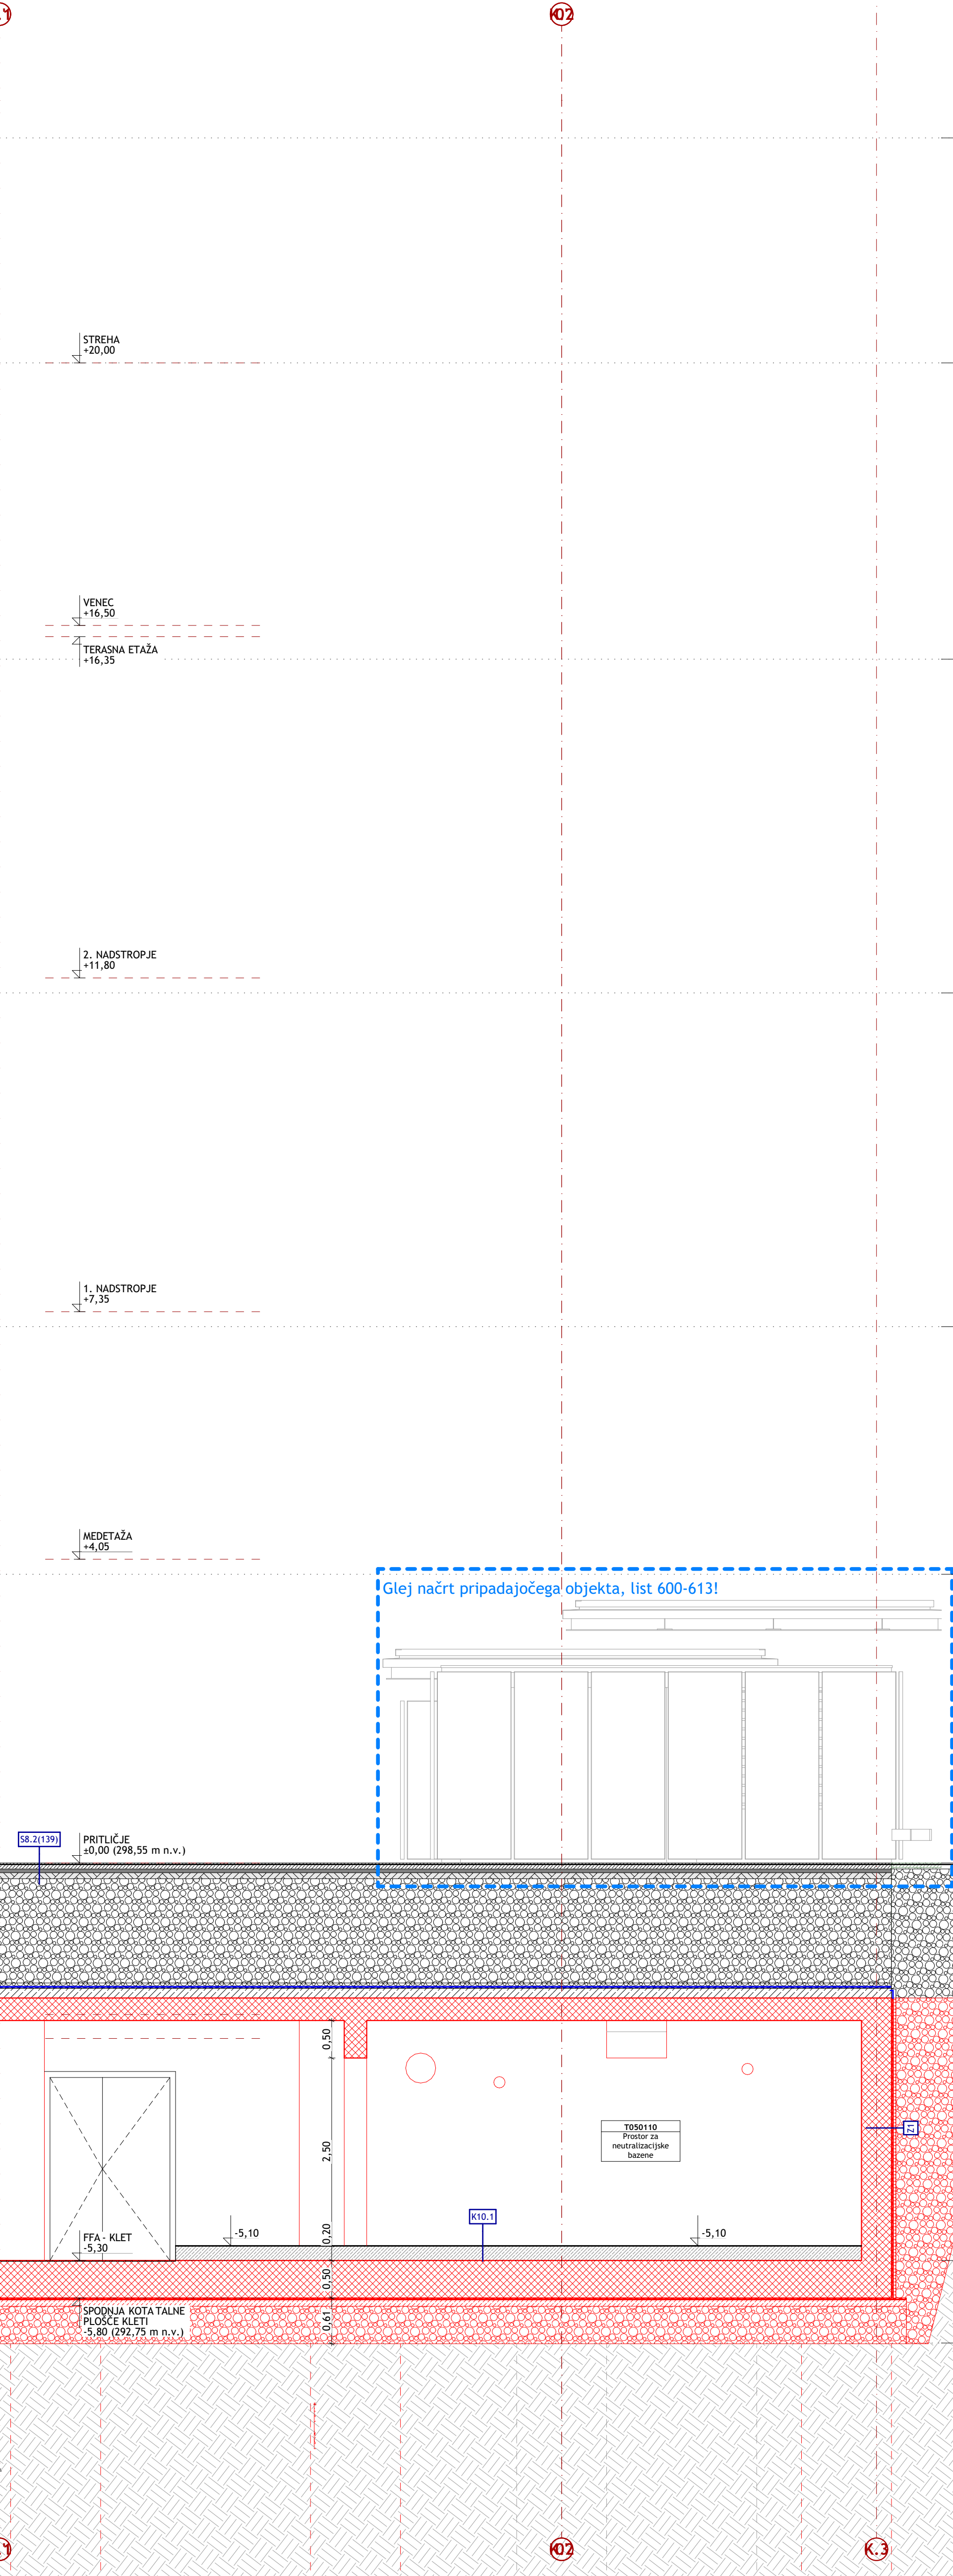 K02
STREHA
+20,00
VENEC
+16,50
TERASNA ETAŽA
+16,35
2. NADSTROPJE
+11,80
1. NADSTROPJE
+7,35
MEDETAŽA
+4,05
Glej načrt pripadajočega objekta, list 600-613!
S8.2(139)
PRITLIČJE
±0,00 (298,55 m n.v.)
0,50
T050110
Prostor za
neutralizacijske
bazene
Z1
2,50
K10.1
FFA - KLET
-5,30
-5,10
0,20
-5,10
0,50
SPODNJA KOTA TALNE
PLOŠČE KLETI
-5,80 (292,75 m n.v.)
0,61
K02
K.3